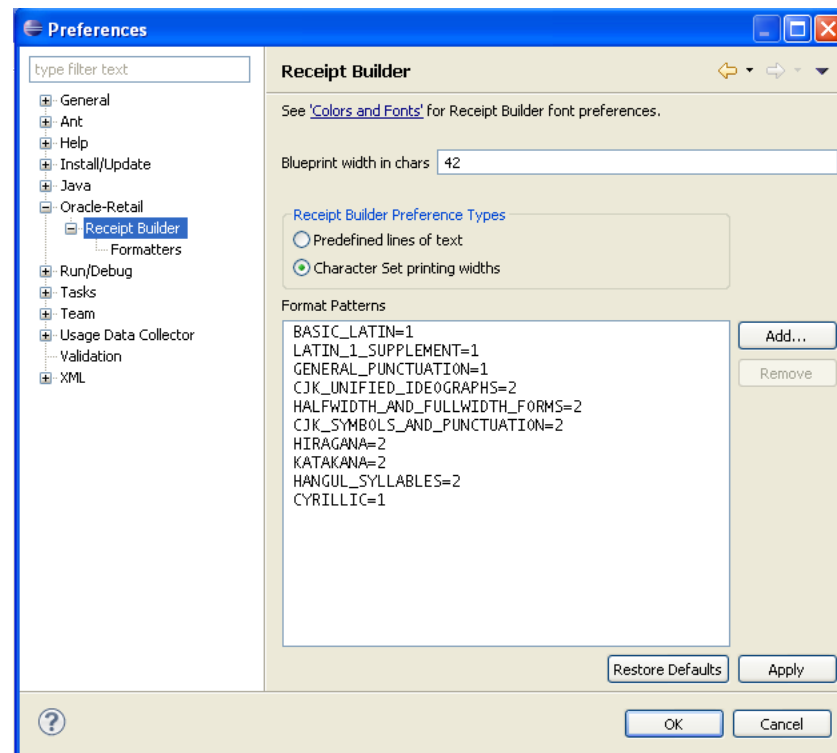 Preferences
type filter text
General
Ant
Help
Install/Update
Java
Oracle-Retail
Receipt Builder
Formatters
Run/Debug
Tasks
Team
Usage Data Collector
Validation
XML
Receipt Builder
See 'Colors and Fonts' for Receipt Builder font preferences.
Blueprint width in chars 42
Receipt Builder Preference Types
Predefined lines of text
Character Set printing widths
Format Patterns
BASIC_LATIN=1
LATIN_1_SUPPLEMENT=1
GENERAL_PUNCTUATION=1
CJK_UNIFIED_IDEOGRAPHS=2
HALFWIDTH_AND_FULLWIDTH_FORMS=2
CJK_SYMBOLS_AND_PUNCTUATION=2
HIRAGANA=2
KATAKANA=2
HANGUL_SYLLABLES=2
CYRILLIC=1
Add...
Remove
Restore Defaults Apply
? OK Cancel